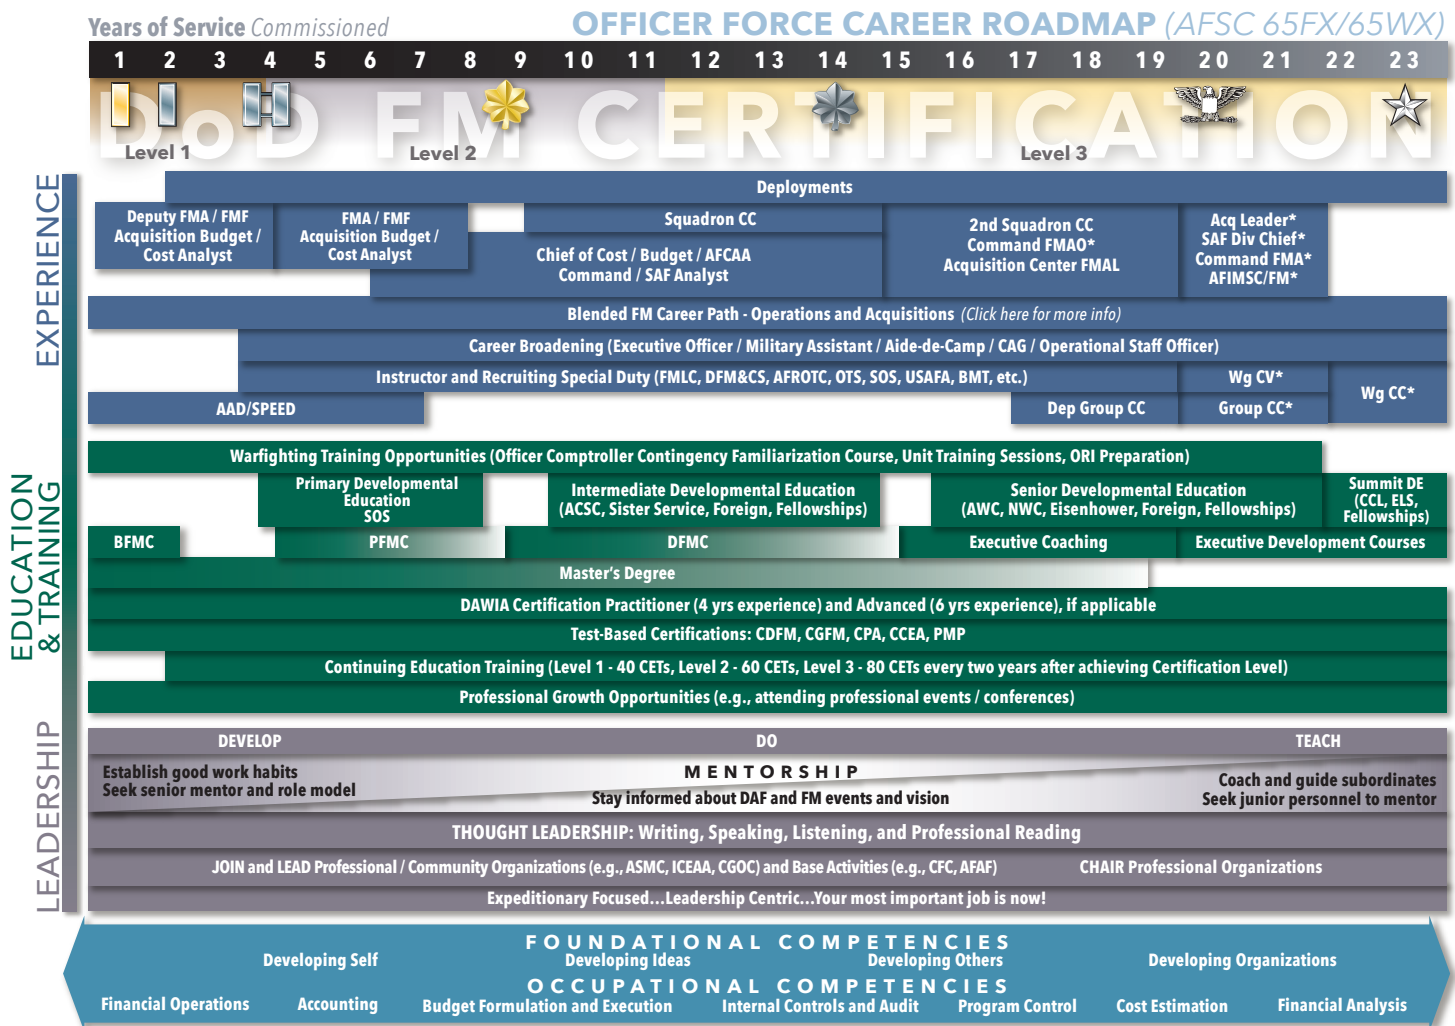 Years of Service Commissioned
OFFICER FORCE CAREER ROADMAP (AFSC 65FX/65WX)
1 2 3 4 5 6 7 8 9 10 11 12 13 14 15 16 17 18 19 20 21 22 23
DoD FM CERTIFICATION
Level 1
Level 2
Level 3
EXPERIENCE
Deployments
Deputy FMA / FMF
Acquisition Budget /
Cost Analyst
FMA / FMF
Acquisition Budget /
Cost Analyst
Squadron CC
Chief of Cost / Budget / AFCAA
Command / SAF Analyst
2nd Squadron CC
Command FMAO*
Acquisition Center FMAL
Acq Leader*
SAF Div Chief*
Command FMA*
AFIMSC/FM*
Blended FM Career Path - Operations and Acquisitions (Click here for more info)
Career Broadening (Executive Officer / Military Assistant / Aide-de-Camp / CAG / Operational Staff Officer)
Instructor and Recruiting Special Duty (FMLC, DFM&CS, AFROTC, OTS, SOS, USAFA, BMT, etc.)
Wg CV*
Wg CC*
AAD/SPEED
Dep Group CC
Group CC*
EDUCATION
& TRAINING
Warfighting Training Opportunities (Officer Comptroller Contingency Familiarization Course, Unit Training Sessions, ORI Preparation)
Primary Developmental
Education
SOS
Intermediate Developmental Education
(ACSC, Sister Service, Foreign, Fellowships)
Senior Developmental Education
(AWC, NWC, Eisenhower, Foreign, Fellowships)
Summit DE
(CCL, ELS,
Fellowships)
BFMC
PFMC
DFMC
Executive Coaching
Executive Development Courses
Master's Degree
DAWIA Certification Practitioner (4 yrs experience) and Advanced (6 yrs experience), if applicable
Test-Based Certifications: CDFM, CGFM, CPA, CCEA, PMP
Continuing Education Training (Level 1 - 40 CETs, Level 2 - 60 CETs, Level 3 - 80 CETs every two years after achieving Certification Level)
Professional Growth Opportunities (e.g., attending professional events / conferences)
LEADERSHIP
DEVELOP
DO
TEACH
Establish good work habits
Seek senior mentor and role model
MENTORSHIP
Stay informed about DAF and FM events and vision
Coach and guide subordinates
Seek junior personnel to mentor
THOUGHT LEADERSHIP: Writing, Speaking, Listening, and Professional Reading
JOIN and LEAD Professional / Community Organizations (e.g., ASMC, ICEAA, CGOC) and Base Activities (e.g., CFC, AFAF)
CHAIR Professional Organizations
Expeditionary Focused...Leadership Centric...Your most important job is now!
FOUNDATIONAL COMPETENCIES
Developing Self
Developing Ideas
Developing Others
Developing Organizations
OCCUPATIONAL COMPETENCIES
Financial Operations
Accounting
Budget Formulation and Execution
Internal Controls and Audit
Program Control
Cost Estimation
Financial Analysis